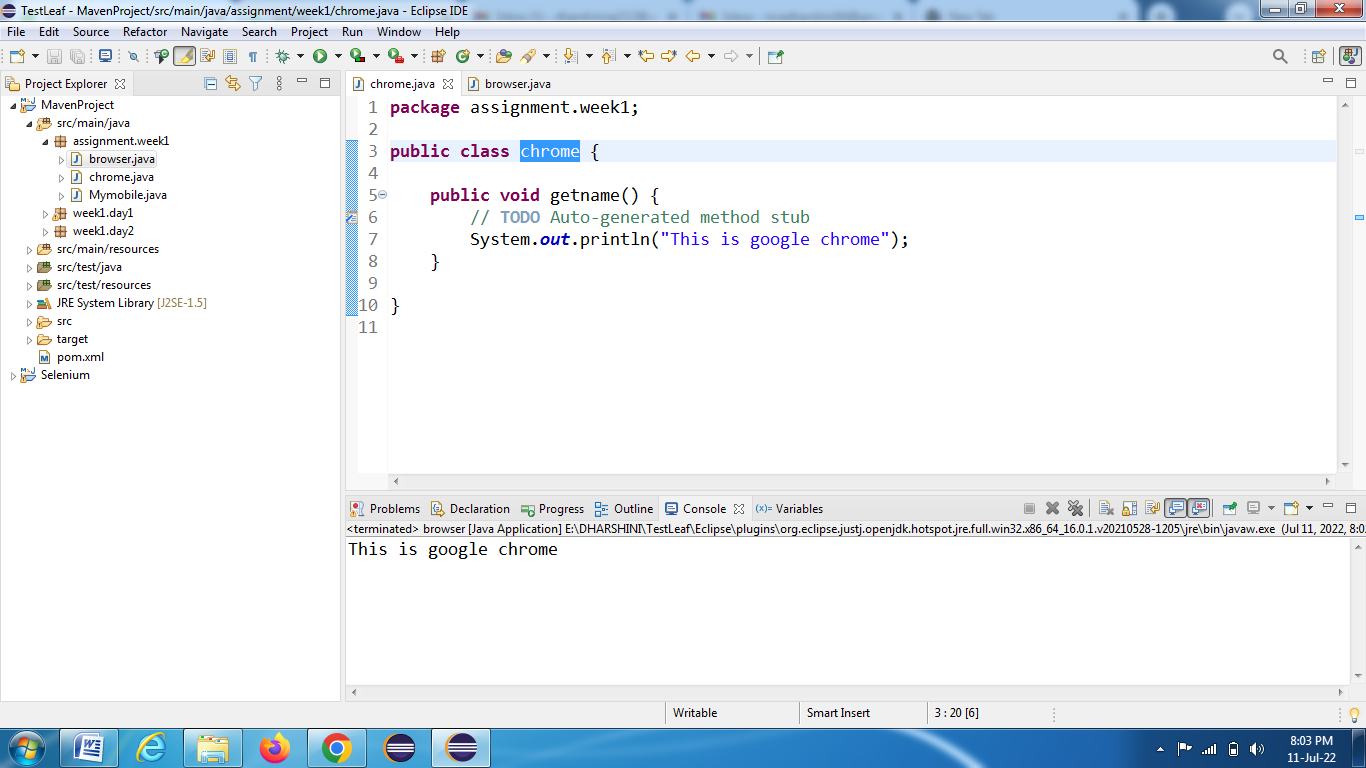 TestLeaf - MavenProject/src/main/java/assignment/week1/chrome.java - Eclipse IDE
File Edit Source Refactor Navigate Search Project Run Window Help
Project Explorer
MavenProject
src/main/java
assignment.week1
browser.java
chrome.java
Mymobile.java
week1.day1
week1.day2
src/main/resources
src/test/java
src/test/resources
JRE System Library [J2SE-1.5]
src
target
pom.xml
Selenium
chrome.java browser.java
1 package assignment.week1;
2
3 public class chrome {
4
5 public void getname() {
6 // TODO Auto-generated method stub
7 System.out.println("This is google chrome");
8 }
9
10 }
11
Problems Declaration Progress Outline Console (x)= Variables
<terminated> browser [Java Application] E:\DHARSHINI\TestLeaf\Eclipse\plugins\org.eclipse.justj.openjdk.hotspot.jre.full.win32.x86_64_16.0.1.v20210528-1205\jre\bin\javaw.exe (Jul 11, 2022, 8:0
This is google chrome
Writable Smart Insert 3 : 20 [6]
8:03 PM
11-Jul-22